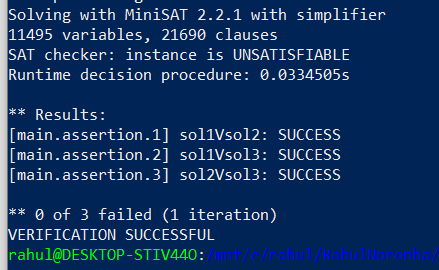 Solving with MiniSAT 2.2.1 with simplifier
11495 variables, 21690 clauses
SAT checker: instance is UNSATISFIABLE
Runtime decision procedure: 0.0334505s
** Results:
[main.assertion.1] sol1Vsol2: SUCCESS
[main.assertion.2] sol1Vsol3: SUCCESS
[main.assertion.3] sol2Vsol3: SUCCESS
** 0 of 3 failed (1 iteration)
VERIFICATION SUCCESSFUL
rahul@DESKTOP-STIV44O:/mnt/c/rahul/RahulNoronha/